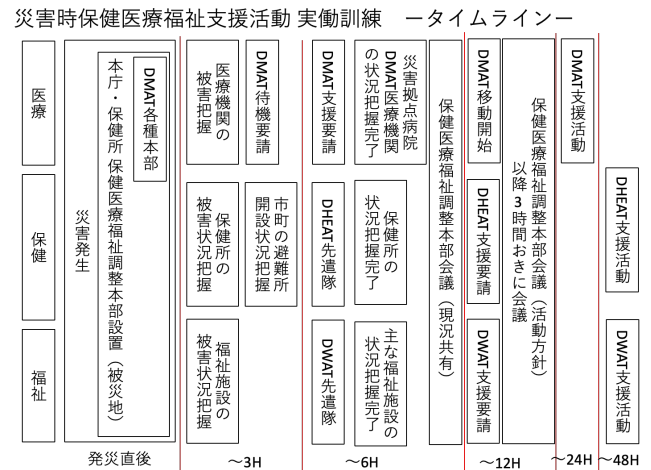 災害時保健医療福祉支援活動 実働訓練　ータイムラインー
医療
保健
福祉
災害発生
本庁・保健所 保健医療福祉調整本部設置（被災地）
DMAT各種本部
発災直後
医療機関の
被害把握
DMAT待機要請
保健所の
被害状況把握
市町の避難所
開設状況把握
福祉施設の
被害状況把握
～3H
DMAT支援要請
災害拠点病院
DMAT医療機関
の状況把握完了
DHEAT先遣隊
保健所の
状況把握完了
DWAT先遣隊
主な福祉施設の
状況把握完了
保健医療福祉調整本部会議（現況共有）
～6H
DMAT移動開始
DHEAT支援要請
DWAT支援要請
保健医療福祉調整本部会議（活動方針）
以降３時間おきに会議
～12H
DMAT支援活動
～24H
DHEAT支援活動
DWAT支援活動
～48H